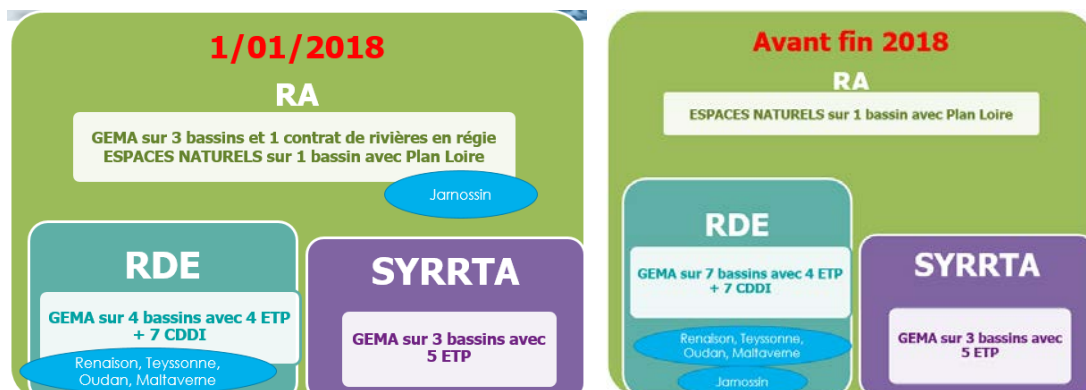 1/01/2018
RA
GEMA sur 3 bassins et 1 contrat de rivières en régie
ESPACES NATURELS sur 1 bassin avec Plan Loire
Jarnossin
RDE
GEMA sur 4 bassins avec 4 ETP
+ 7 CDDI
Renaison, Teyssonne,
Oudan, Maltaverne
SYRRTA
GEMA sur 3 bassins avec
5 ETP
Avant fin 2018
RA
ESPACES NATURELS sur 1 bassin avec Plan Loire
RDE
GEMA sur 7 bassins avec 4 ETP
+ 7 CDDI
Renaison, Teyssonne,
Oudan, Maltaverne
Jarnossin
SYRRTA
GEMA sur 3 bassins avec
5 ETP